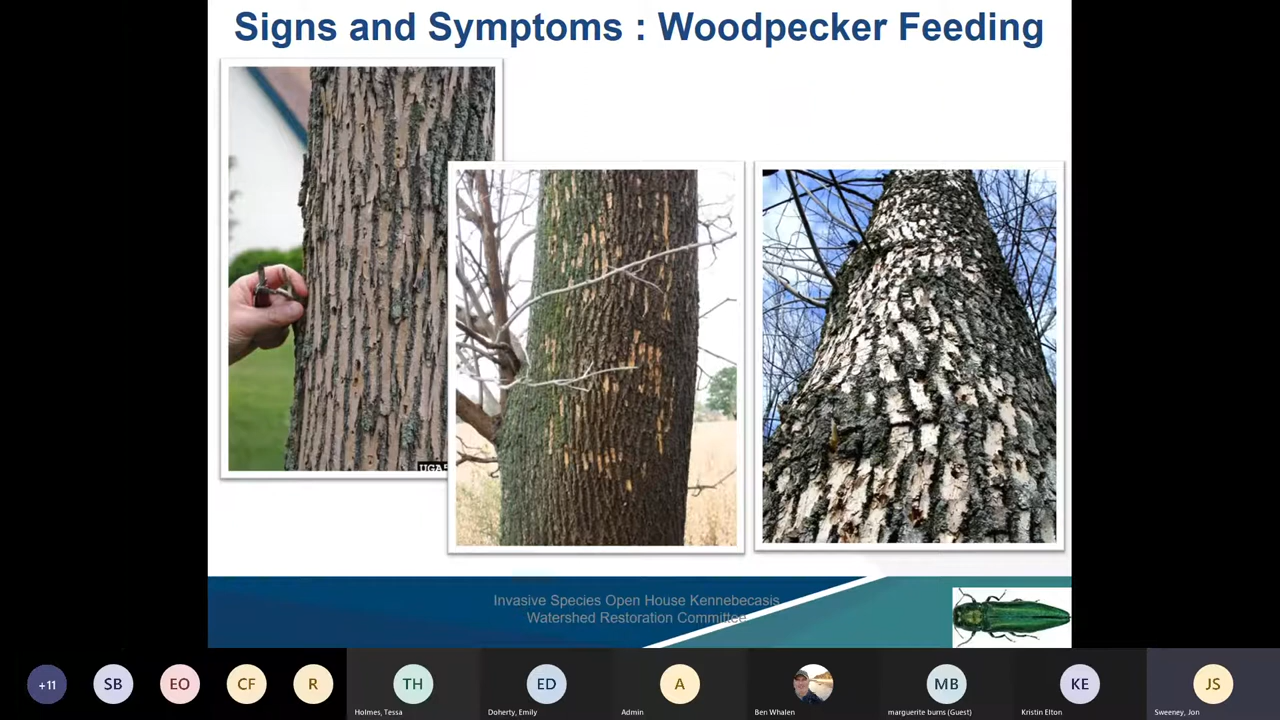 Signs and Symptoms : Woodpecker Feeding
UGA
Invasive Species Open House Kennebecasis
Watershed Restoration Committee
+11
SB
EO
CF
R
TH
ED
A
MB
KE
JS
Holmes, Tessa
Doherty, Emily
Admin
Ben Whalen
marguerite burns (Guest)
Kristin Elton
Sweeney, Jon